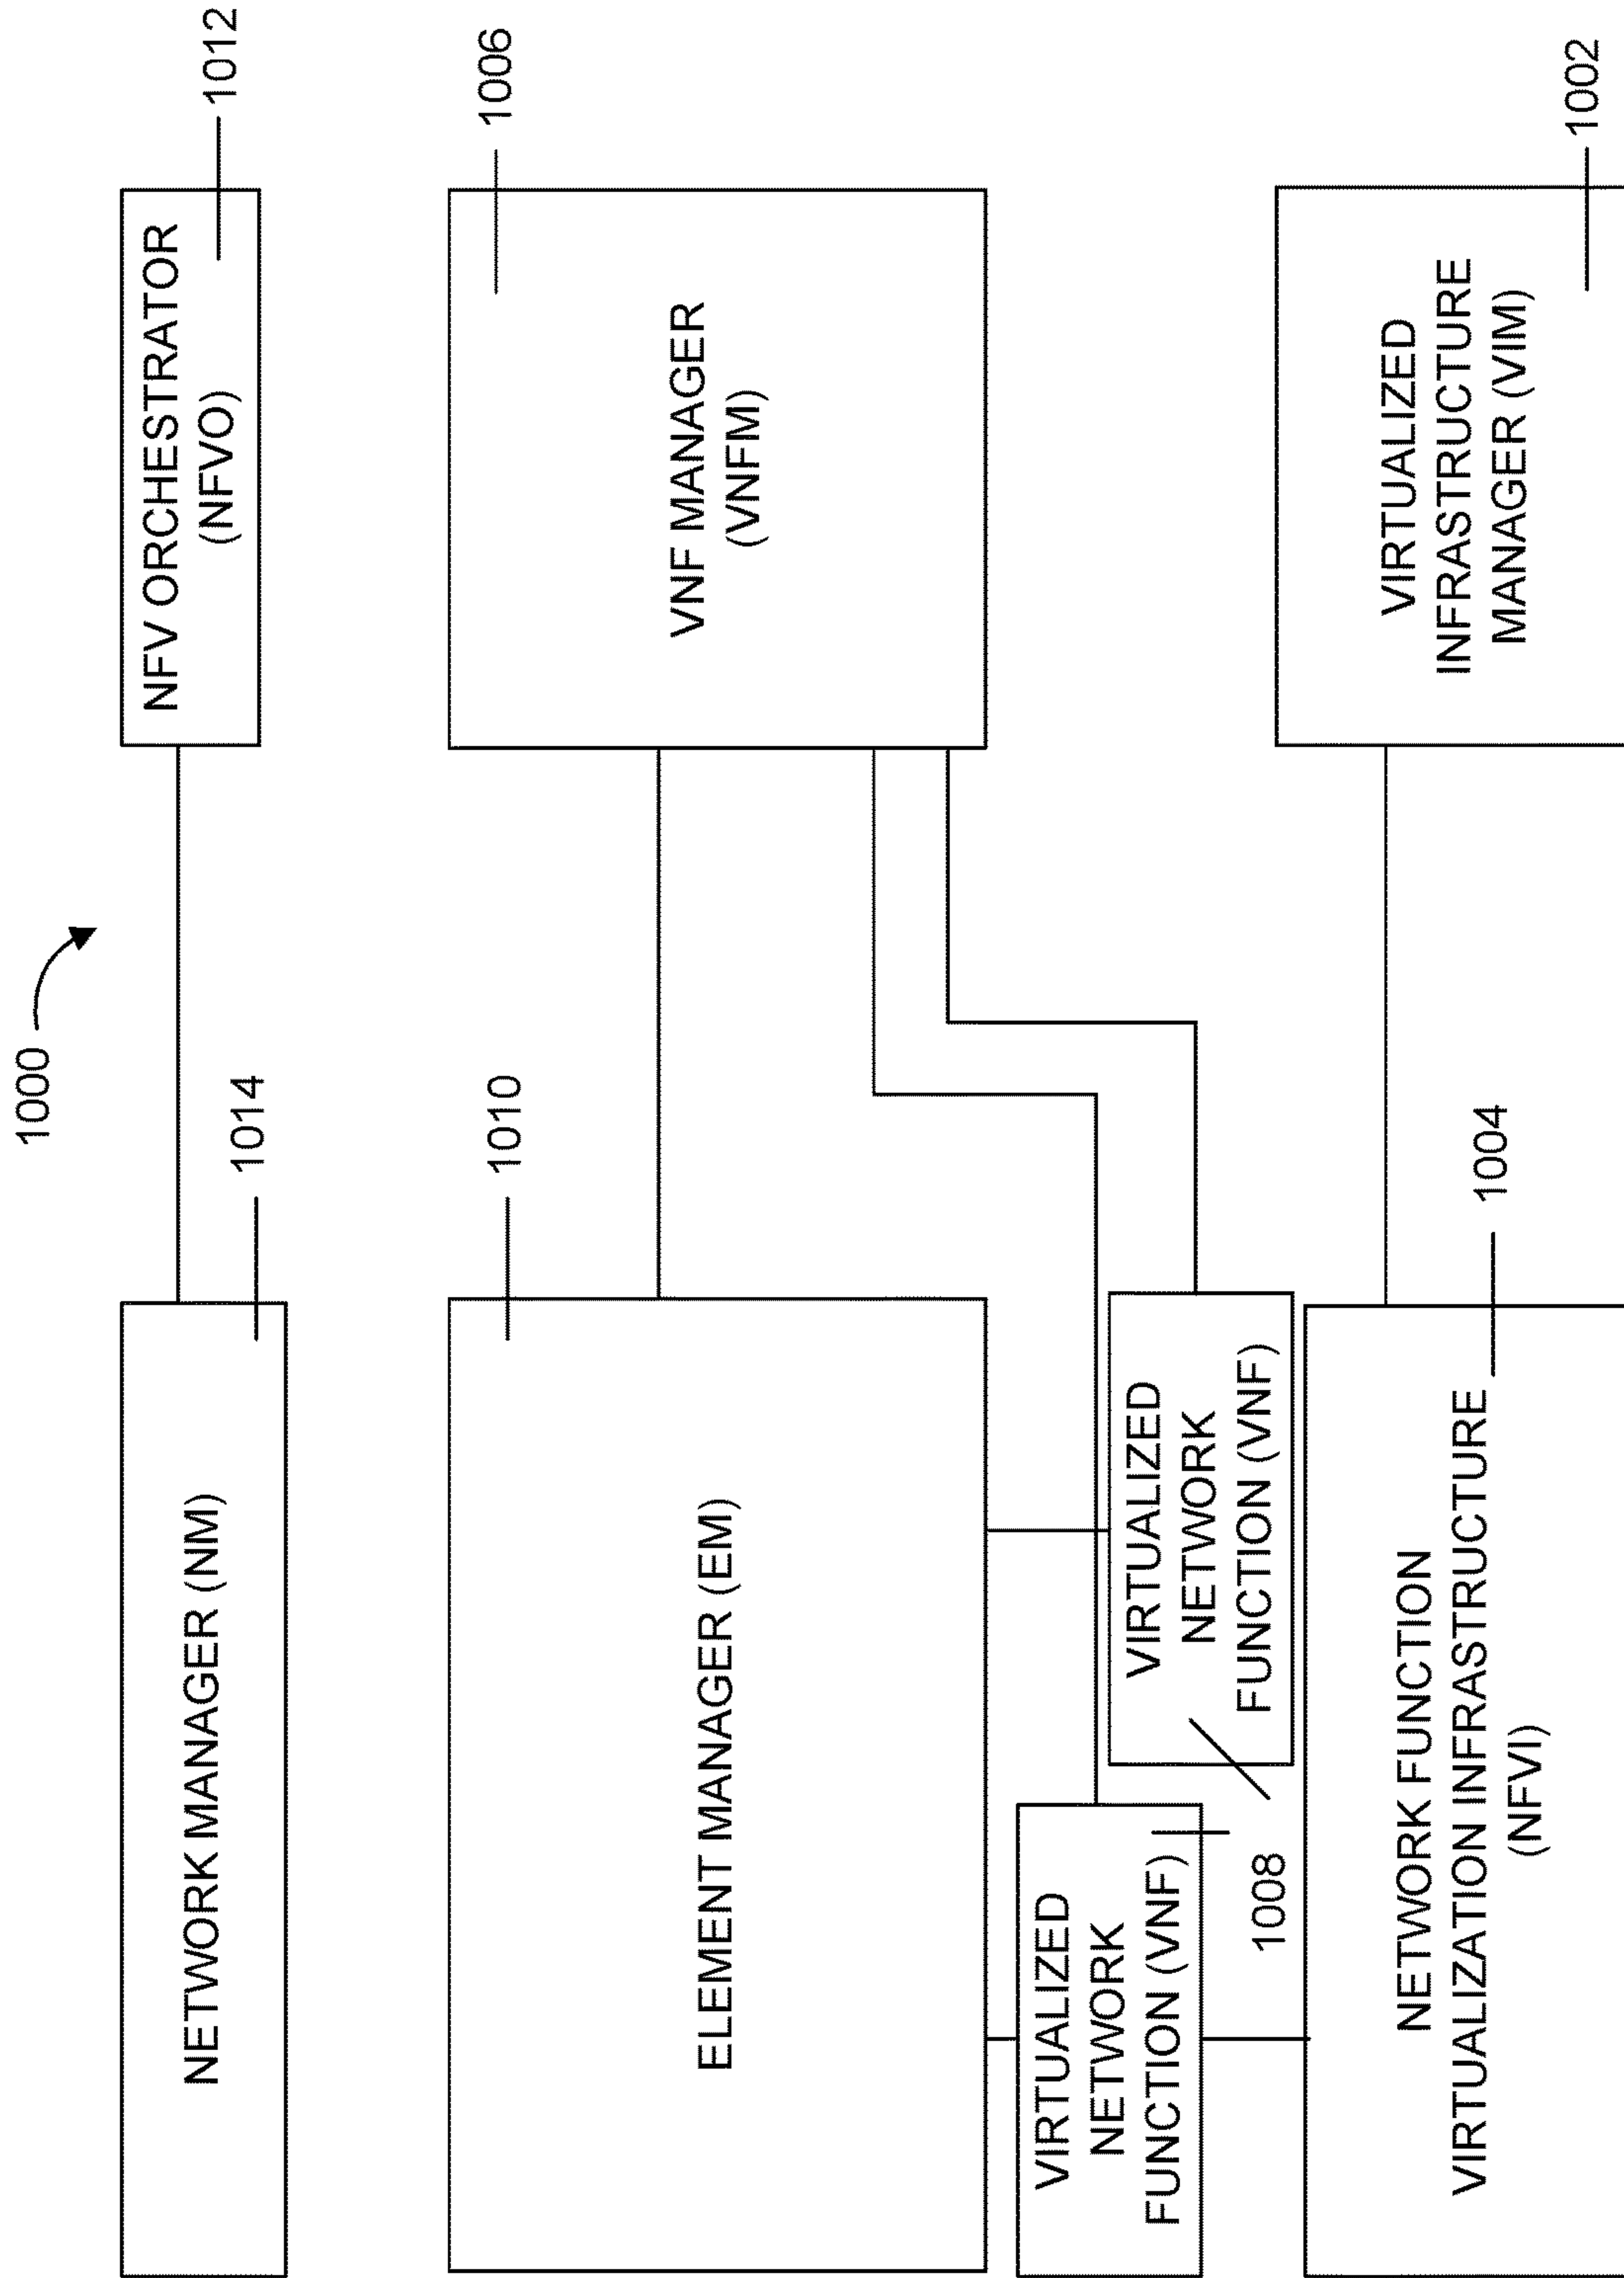 1000
NETWORK MANAGER (NM)
1014
NFV ORCHESTRATOR
(NFVO)
1012
ELEMENT MANAGER (EM)
1010
VNF MANAGER
(VNFM)
1006
VIRTUALIZED
NETWORK
FUNCTION (VNF)
VIRTUALIZED
NETWORK
FUNCTION (VNF)
1008
NETWORK FUNCTION
VIRTUALIZATION INFRASTRUCTURE
(NFVI)
1004
VIRTUALIZED
INFRASTRUCTURE
MANAGER (VIM)
1002